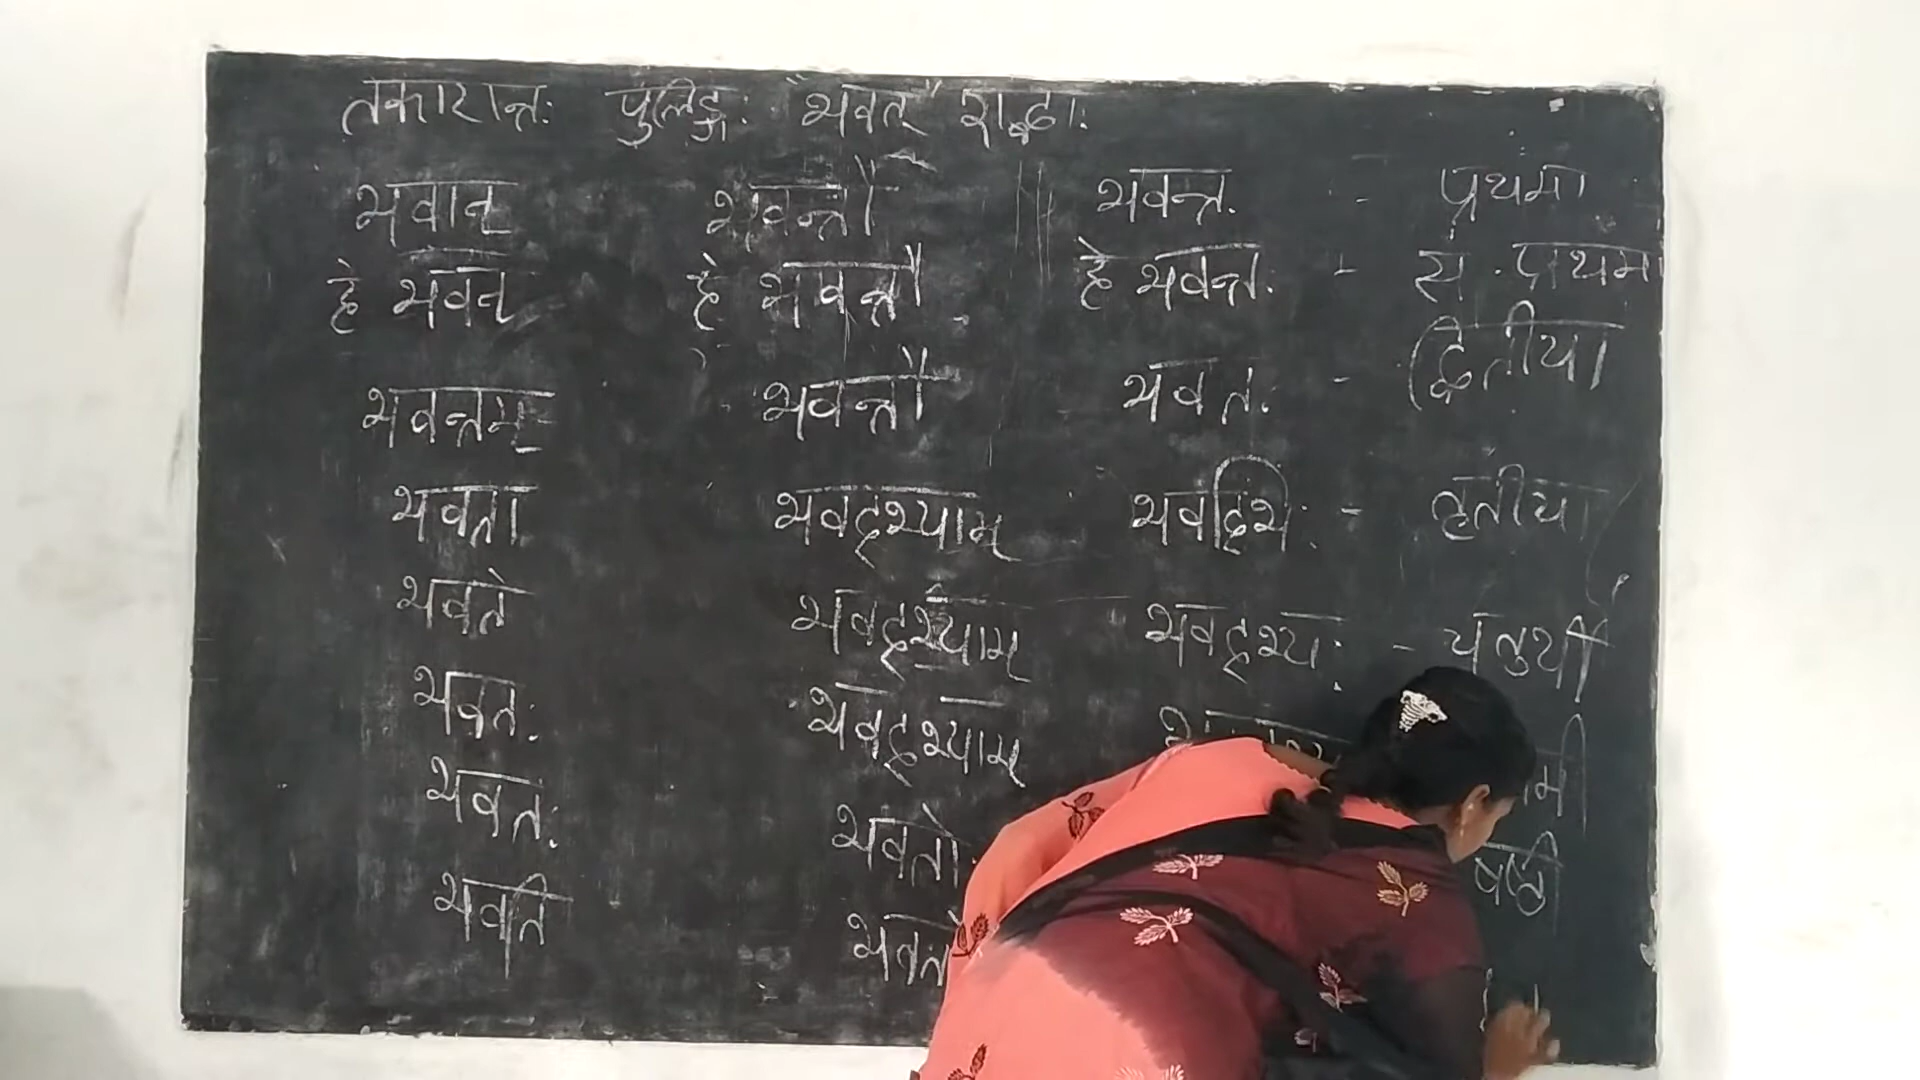 तकारान्तः पुलिङ्गः "भवत्" शब्दः
भवान् भवन्तौ भवन्तः - प्रथमा
हे भवन् हे भवन्तौ हे भवन्तः - सं. प्रथमा
भवन्तम् भवन्तौ भवतः - द्वितीया
भवता भवद्भ्याम् भवद्भिः - तृतीया
भवते भवद्भ्याम् भवद्भ्यः - चतुर्थी
भवतः भवद्भ्याम्
भवतः भवतोः षष्ठी
भवति